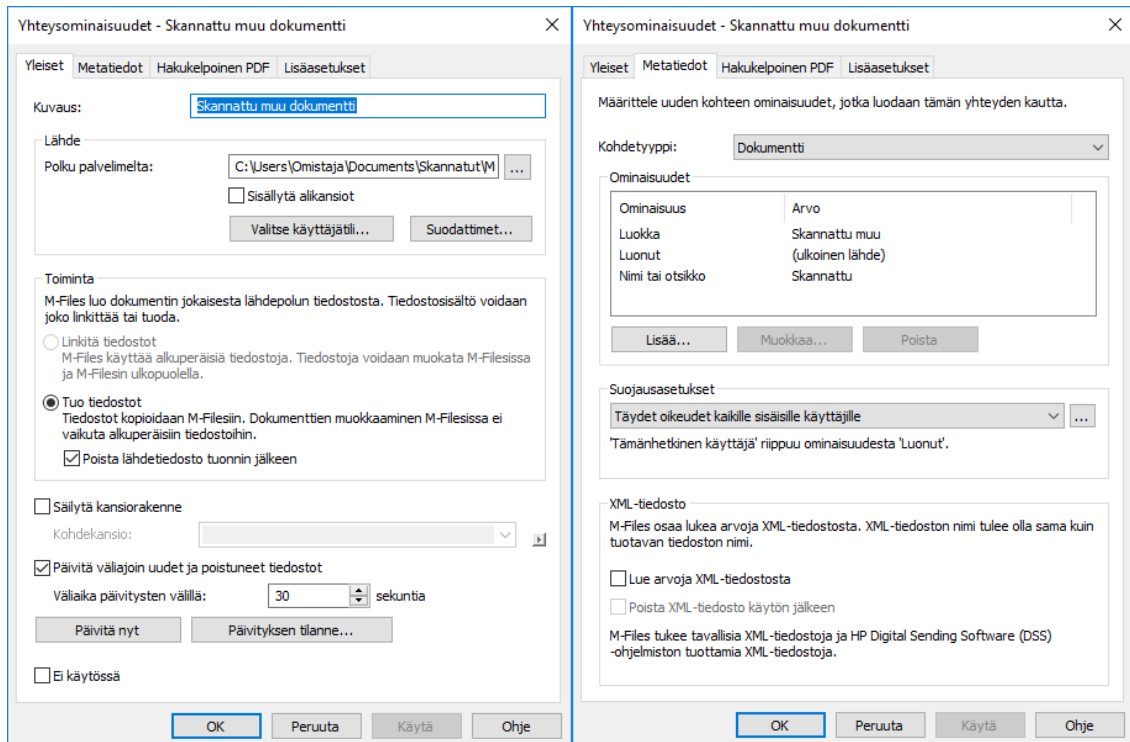 Yhteysominaisuudet - Skannattu muu dokumentti
Yleiset Metatiedot Hakukelpoinen PDF Lisäasetukset
Kuvaus: Skannattu muu dokumentti
Lähde
Polku palvelimelta: C:\Users\Omistaja\Documents\Skannatut\M ...
Sisällytä alikansiot
Valitse käyttäjätili... Suodattimet...
Toiminta
M-Files luo dokumentin jokaisesta lähdepolun tiedostosta. Tiedostosisältö voidaan
joko linkittää tai tuoda.
Linkitä tiedostot
M-Files käyttää alkuperäisiä tiedostoja. Tiedostoja voidaan muokata M-Filesissa
ja M-Filesin ulkopuolella.
Tuo tiedostot
Tiedostot kopioidaan M-Filesiin. Dokumenttien muokkaaminen M-Filesissa ei
vaikuta alkuperäisiin tiedostoihin.
Poista lähdetiedosto tuonnin jälkeen
Säilytä kansiorakenne
Kohdekansio:
Päivitä väliajoin uudet ja poistuneet tiedostot
Väliaika päivitysten välillä: 30 sekuntia
Päivitä nyt Päivityksen tilanne...
Ei käytössä
OK Peruuta Käytä Ohje
Yhteysominaisuudet - Skannattu muu dokumentti
Yleiset Metatiedot Hakukelpoinen PDF Lisäasetukset
Määrittele uuden kohteen ominaisuudet, jotka luodaan tämän yhteyden kautta.
Kohdetyyppi: Dokumentti
Ominaisuudet
Ominaisuus Arvo
Luokka Skannattu muu
Luonut (ulkoinen lähde)
Nimi tai otsikko Skannattu
Lisää... Muokkaa... Poista
Suojausasetukset
Täydet oikeudet kaikille sisäisille käyttäjille ...
'Tämänhetkinen käyttäjä' riippuu ominaisuudesta 'Luonut'.
XML-tiedosto
M-Files osaa lukea arvoja XML-tiedostosta. XML-tiedoston nimi tulee olla sama kuin
tuotavan tiedoston nimi.
Lue arvoja XML-tiedostosta
Poista XML-tiedosto käytön jälkeen
M-Files tukee tavallisia XML-tiedostoja ja HP Digital Sending Software (DSS)
-ohjelmiston tuottamia XML-tiedostoja.
OK Peruuta Käytä Ohje